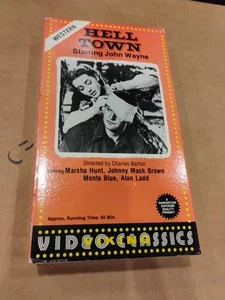 WESTERN
HELL
TOWN
Starring John Wayne
Directed by Charles Barton
Marsha Hunt, Johnny Mack Brown
Monte Blue, Alan Ladd
Approx. Running Time: 50 Min.
VIDEO CLASSICS